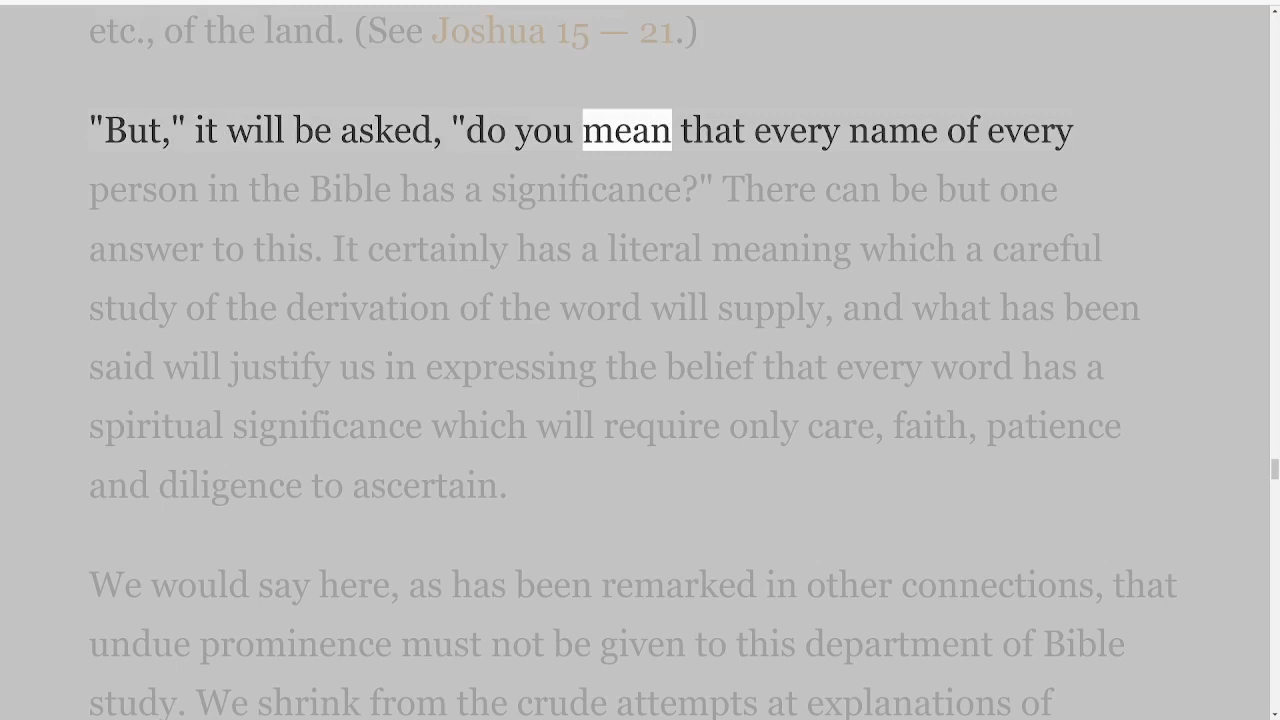 etc., of the land. (See Joshua 15 — 21.)
"But," it will be asked, "do you mean that every name of every
person in the Bible has a significance?" There can be but one
answer to this. It certainly has a literal meaning which a careful
study of the derivation of the word will supply, and what has been
said will justify us in expressing the belief that every word has a
spiritual significance which will require only care, faith, patience
and diligence to ascertain.
We would say here, as has been remarked in other connections, that
undue prominence must not be given to this department of Bible
study. We shrink from the crude attempts at explanations of